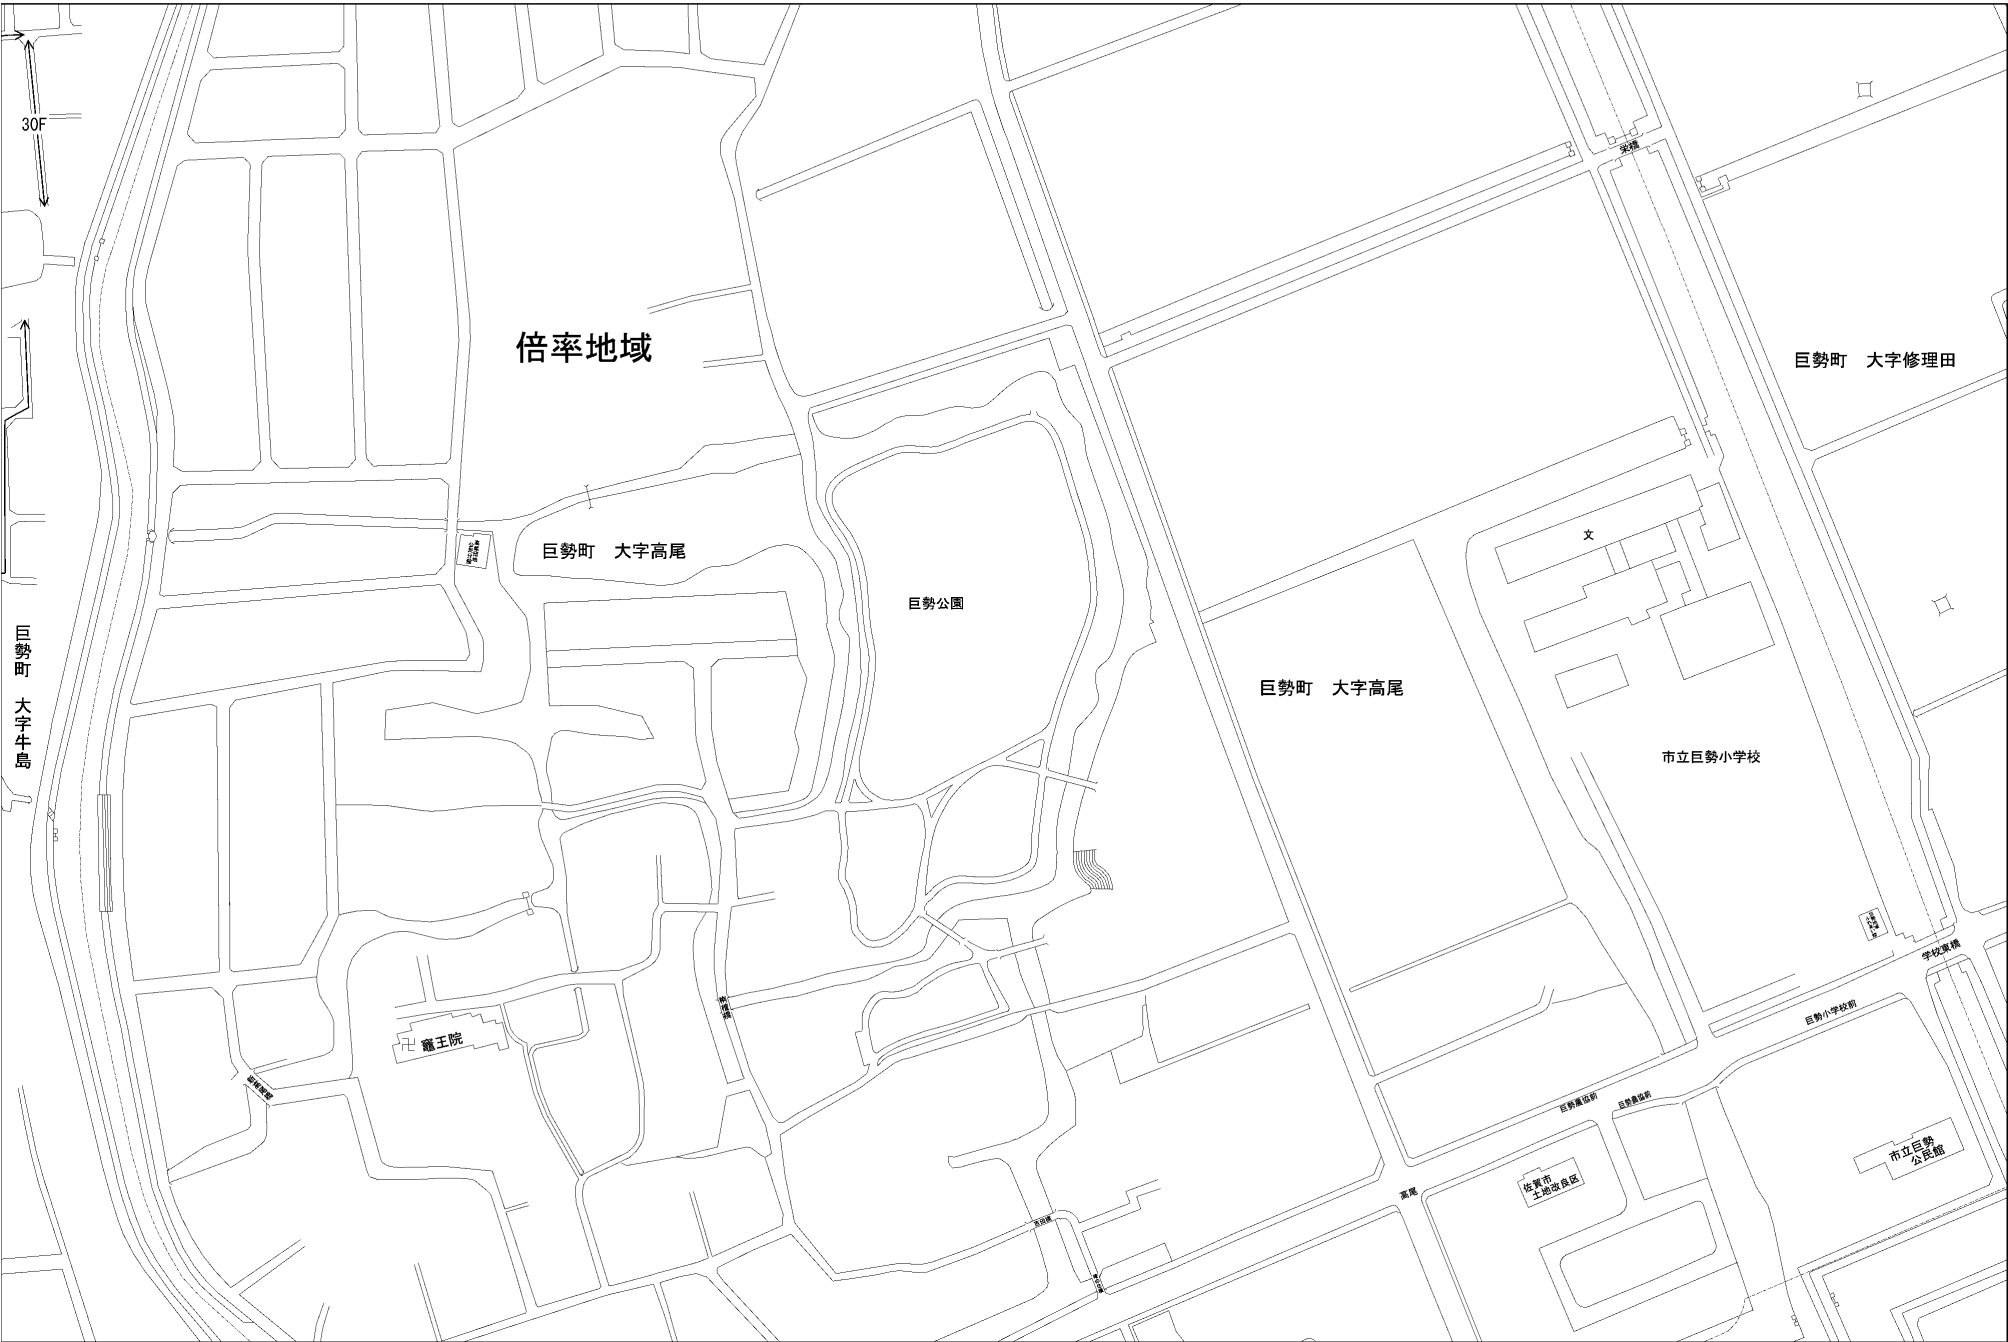 30F
栄橋
倍率地域
巨勢町　大字修理田
文
巨勢町　大字高尾
巨勢公園
巨勢町　大字牛島
巨勢町　大字高尾
市立巨勢小学校
学校東橋
巨勢小学校前
卍 竈王院
巨勢農協前
巨勢農協前
市立巨勢
公民館
佐賀市
土地改良区
高尾